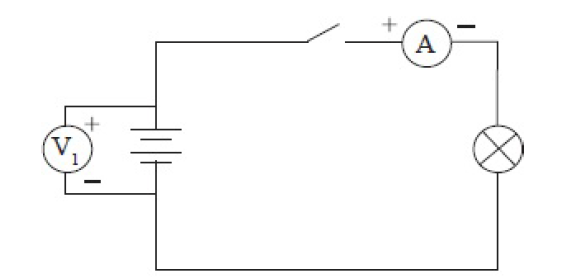 + A −
V1 +
−